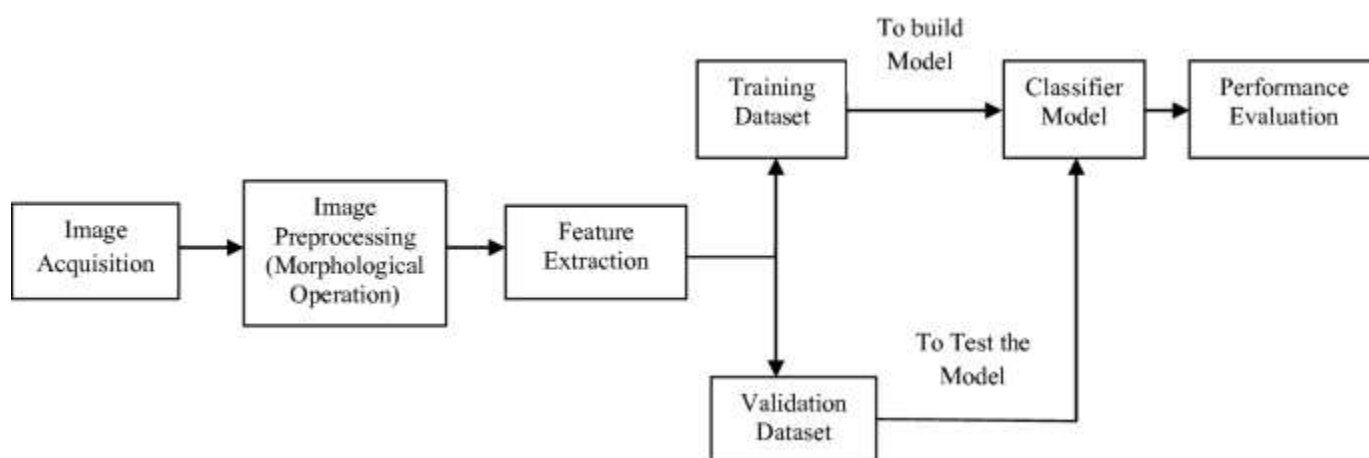 Image
Acquisition
Image
Preprocessing
(Morphological
Operation)
Feature
Extraction
Training
Dataset
To build
Model
Classifier
Model
Performance
Evaluation
Validation
Dataset
To Test the
Model